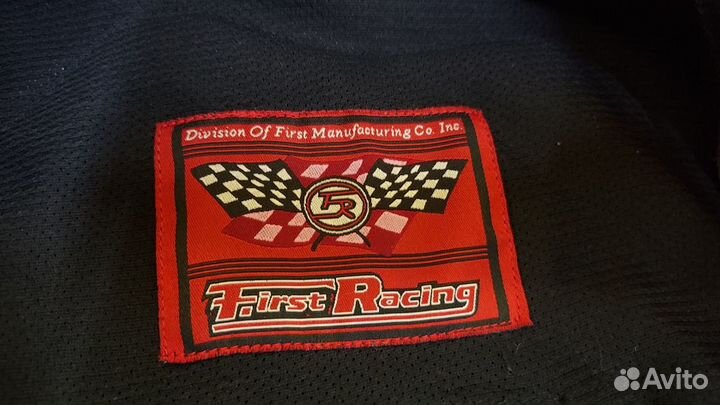 Division Of First Manufacturing Co. Inc.
FR
First Racing
Avito